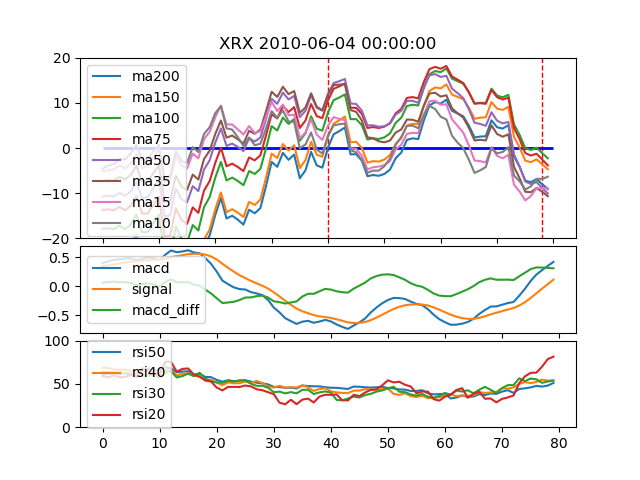 XRX 2010-06-04 00:00:00
20
10
0
−10
−20
ma200
ma150
ma100
ma75
ma50
ma35
ma15
ma10
0.5
0.0
−0.5
macd
signal
macd_diff
100
50
0
rsi50
rsi40
rsi30
rsi20
0 10 20 30 40 50 60 70 80